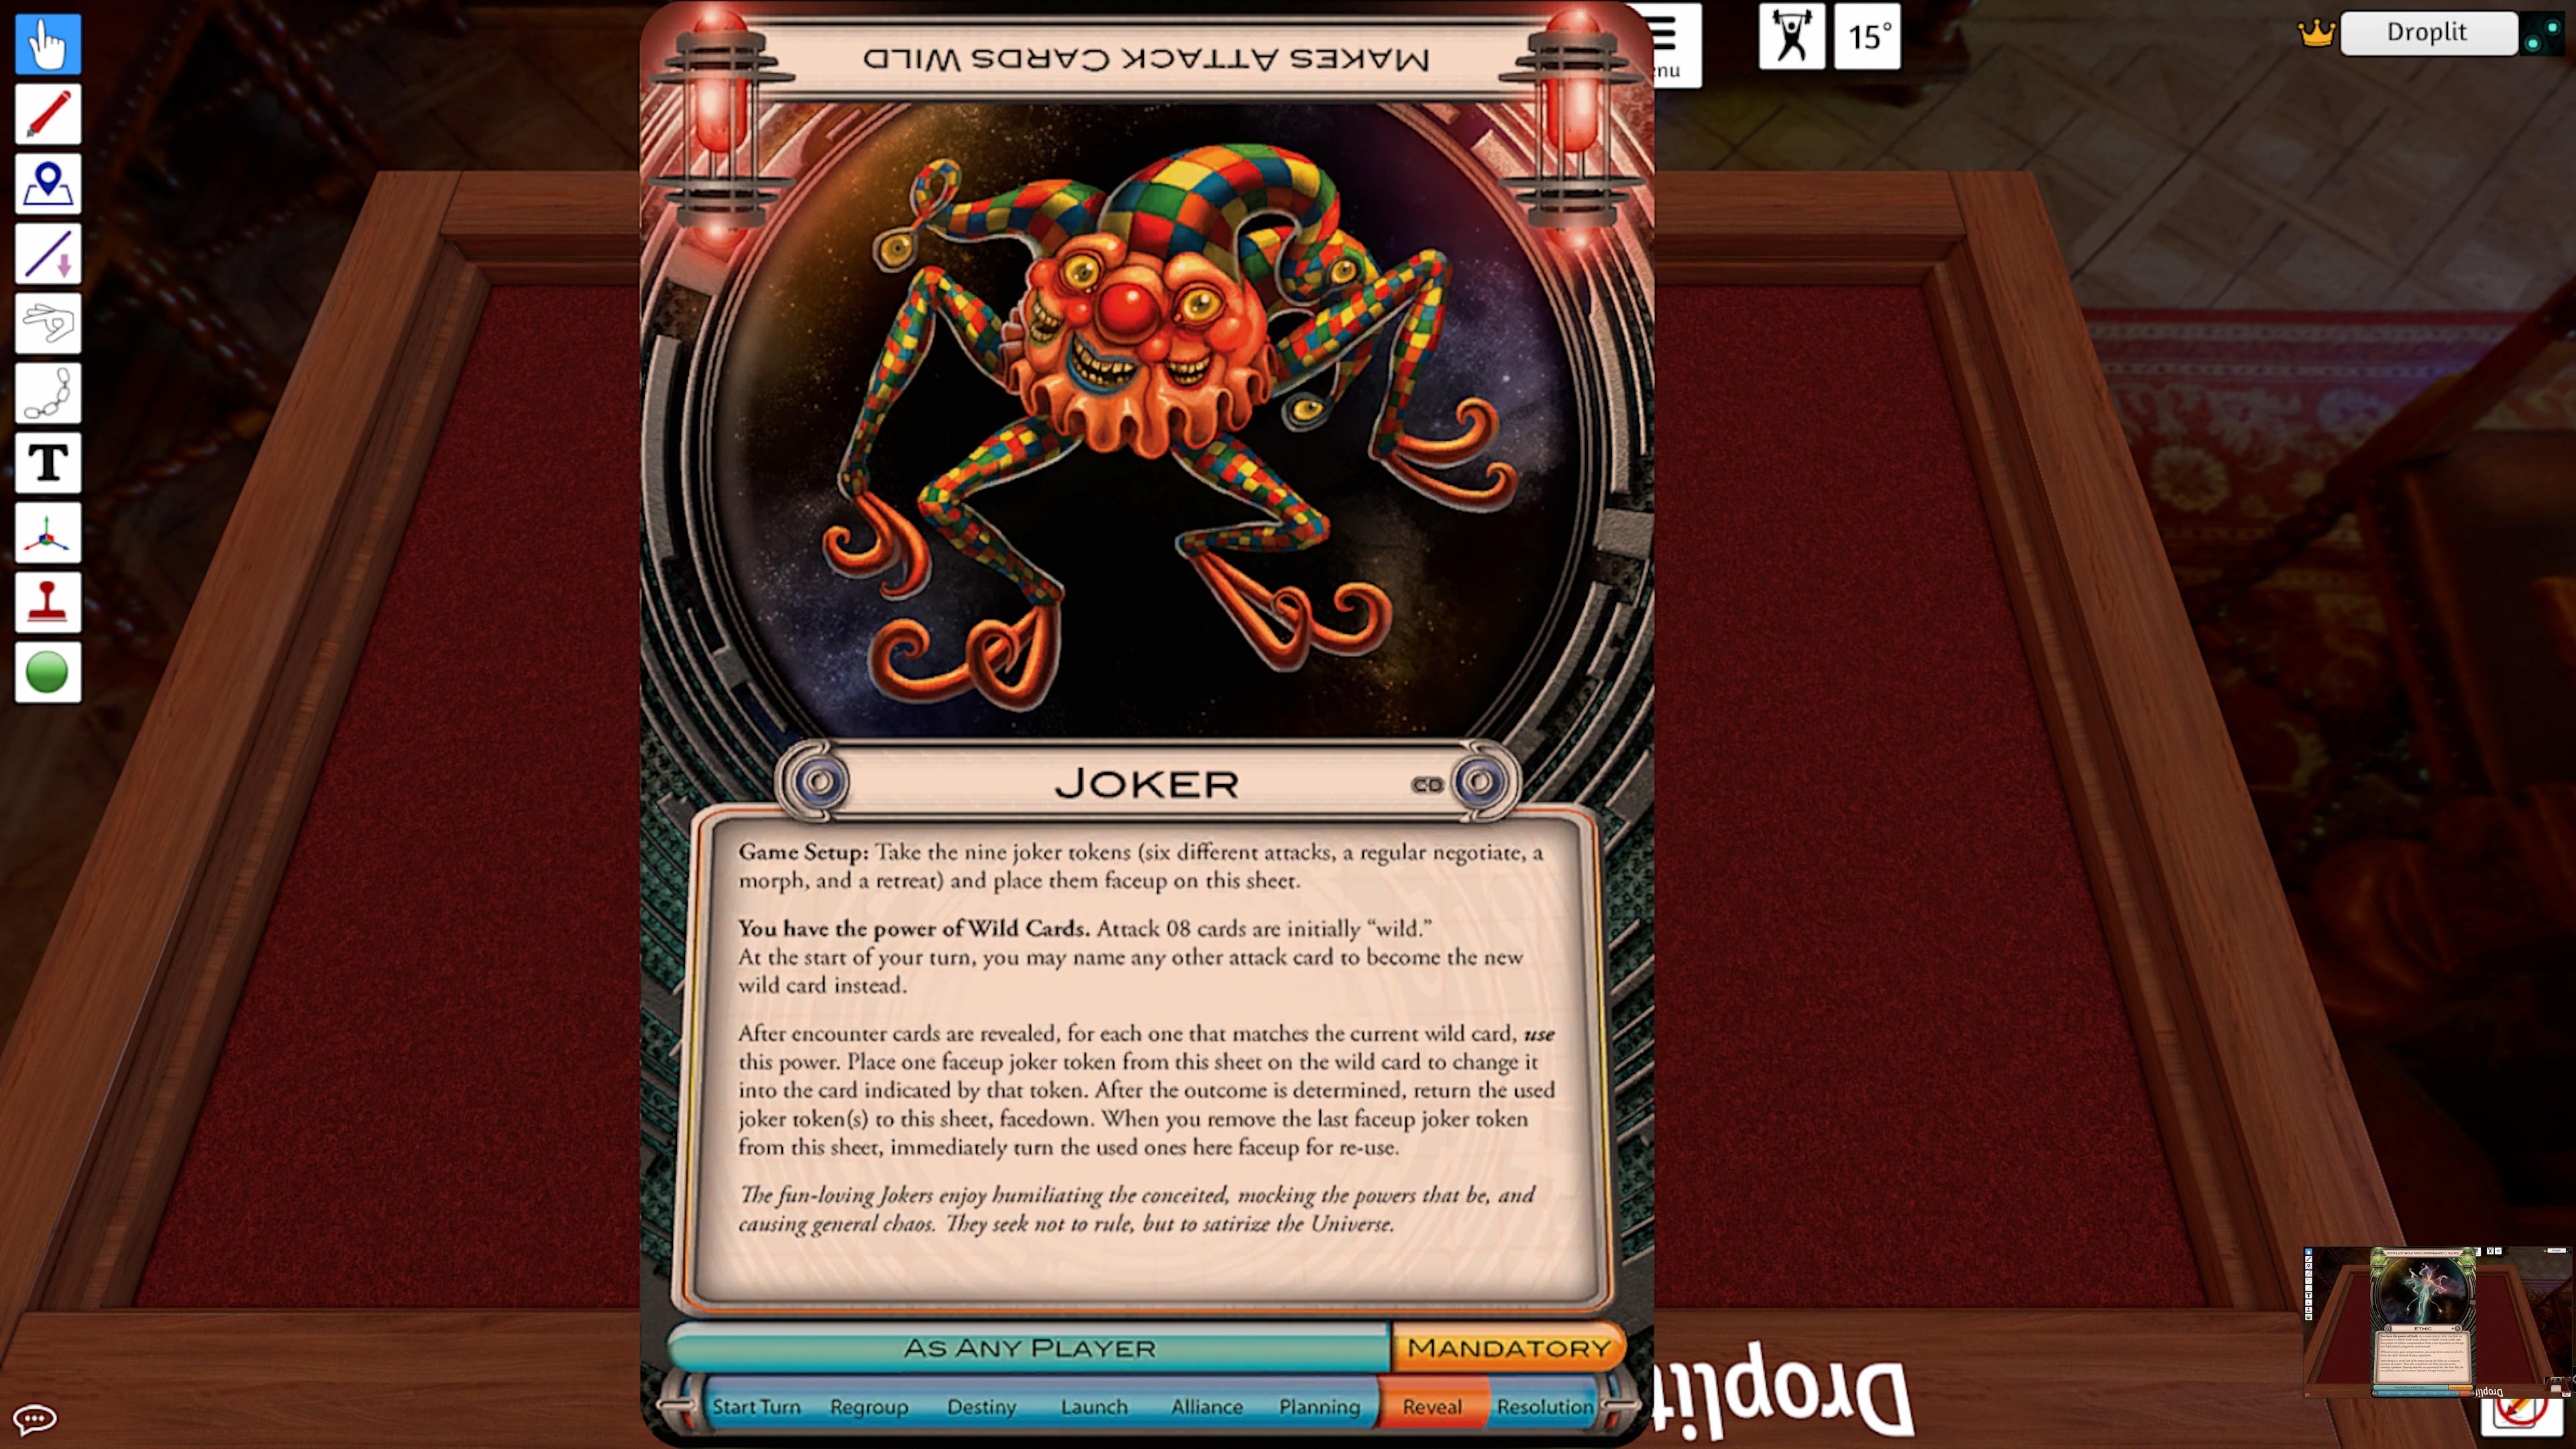 MAKES ATTACK CARDS WILD
nu
15°
Droplit
T
JOKER
CD
Game Setup: Take the nine joker tokens (six different attacks, a regular negotiate, a
morph, and a retreat) and place them faceup on this sheet.
You have the power of Wild Cards. Attack 08 cards are initially “wild.”
At the start of your turn, you may name any other attack card to become the new
wild card instead.
After encounter cards are revealed, for each one that matches the current wild card, use
this power. Place one faceup joker token from this sheet on the wild card to change it
into the card indicated by that token. After the outcome is determined, return the used
joker token(s) to this sheet, facedown. When you remove the last faceup joker token
from this sheet, immediately turn the used ones here faceup for re-use.
The fun-loving Jokers enjoy humiliating the conceited, mocking the powers that be, and
causing general chaos. They seek not to rule, but to satirize the Universe.
AS ANY PLAYER
MANDATORY
Start Turn Regroup Destiny Launch Alliance Planning Reveal Resolution
Droplit
ETHIC